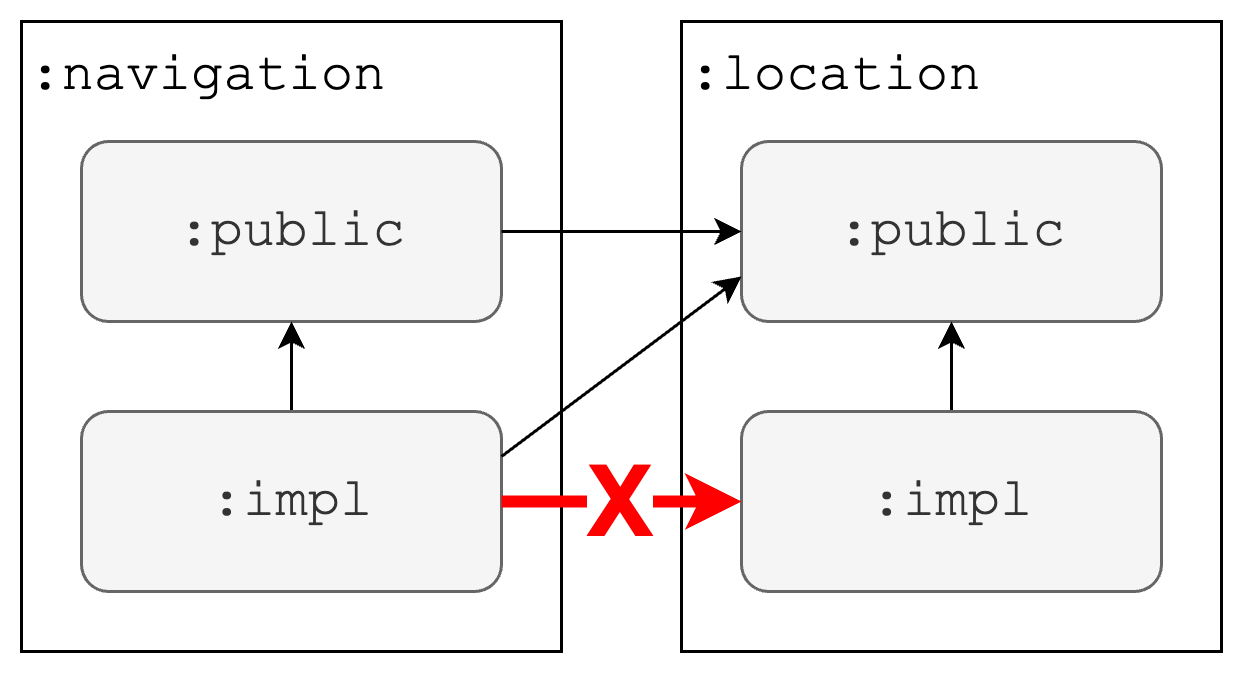 :navigation
:public
:impl
X
:location
:public
:impl